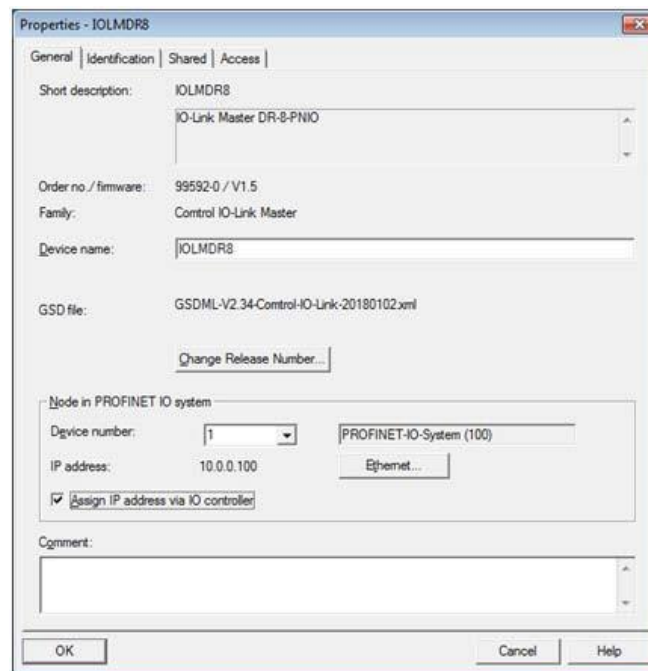 Properties - IOLMDR8
General Identification Shared Access
Short description: IOLMDR8
IO-Link Master DR-8-PNIO
Order no./ firmware: 99592-0 / V1.5
Family: Comtrol IO-Link Master
Device name: IOLMDR8
GSD file: GSDML-V2.34-Comtrol-IO-Link-20180102.xml
Change Release Number...
Node in PROFINET IO system
Device number: 1 PROFINET-IO-System (100)
IP address: 10.0.0.100 Ethernet...
Assign IP address via IO controller
Comment:
OK Cancel Help